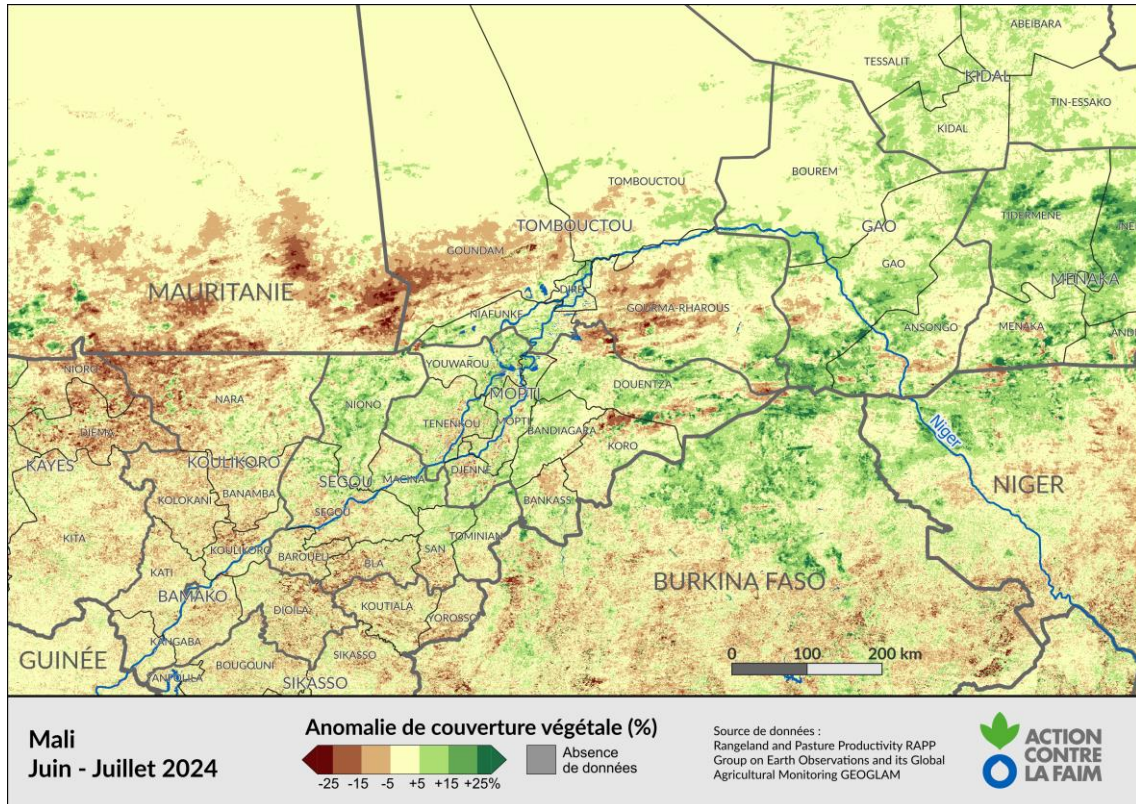 ABEIBARA
TESSALIT
KIDAL
TIN-ESSAKO
KIDAL
BOUREM
TOMBOUCTOU
TOMBOUCTOU
TIDERMENE
GAO
GOUNDAM
GAO
MENAKA
MAURITANIE
DIRE
NIAFUNKE
GOURMA-RHAROUS
ANSONGO
MENAKA
YOUWAROU
NIORO
NARA
NIONO
MOPTI
DOUENTZA
TENENKOU
MOPTI
BANDIAGARA
DIEMA
KORO
Niger
KAYES
KOULIKORO
DJENNE
SEGOU
MACINA
NIGER
KOLOKANI
BANAMBA
BANKASS
SEGOU
KITA
TOMINIAN
KOULIKORO
BAROUELI
SAN
BLA
KATI
BURKINA FASO
BAMAKO
DIOILA
KOUTIALA
YOROSSO
KANGABA
GUINÉE
BOUGOUNI
SIKASSO
SIKASSO
0 100 200 km
Mali
Juin - Juillet 2024
Anomalie de couverture végétale (%)
-25 -15 -5 +5 +15 +25%
Absence
de données
Source de données :
Rangeland and Pasture Productivity RAPP
Group on Earth Observations and its Global
Agricultural Monitoring GEOGLAM
ACTION
CONTRE
LA FAIM